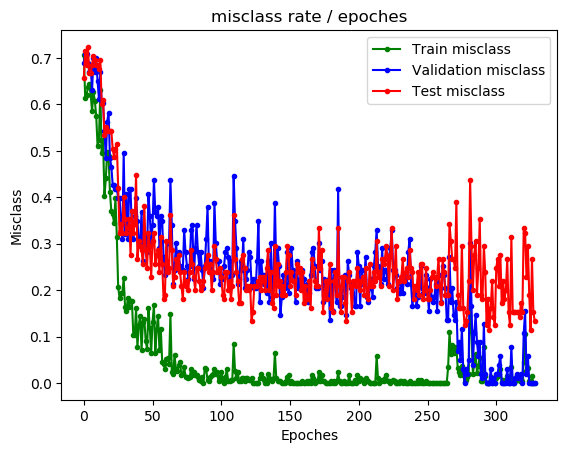 misclass rate / epoches
Train misclass
Validation misclass
Test misclass
0.7
0.6
0.5
0.4
0.3
0.2
0.1
0.0
Misclass
0 50 100 150 200 250 300
Epoches